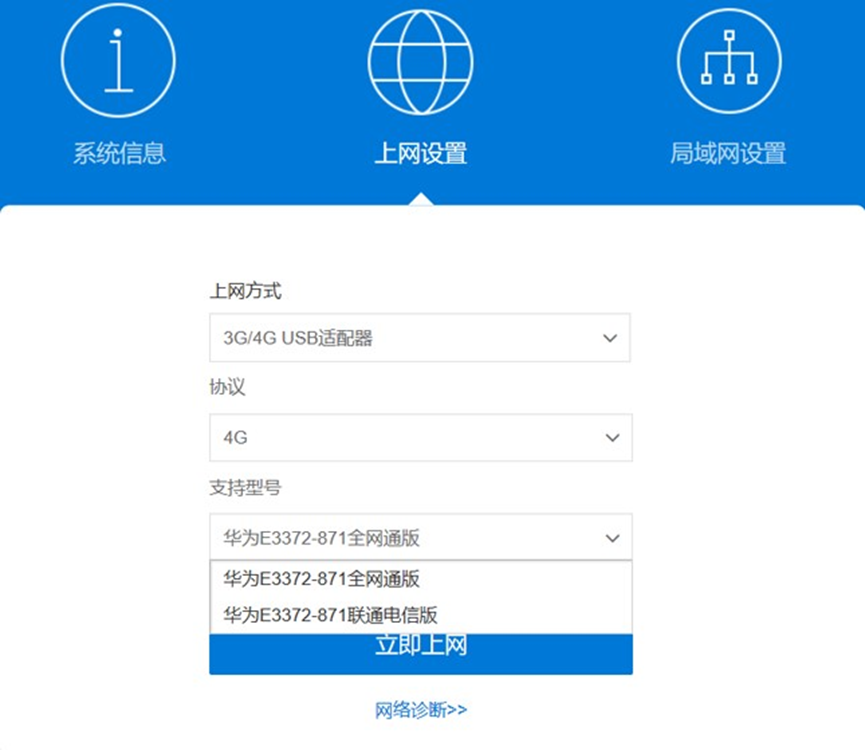 系统信息
上网设置
局域网设置
上网方式
3G/4G USB适配器
协议
4G
支持型号
华为E3372-871全网通版
华为E3372-871全网通版
华为E3372-871联通电信版
立即上网
网络诊断>>